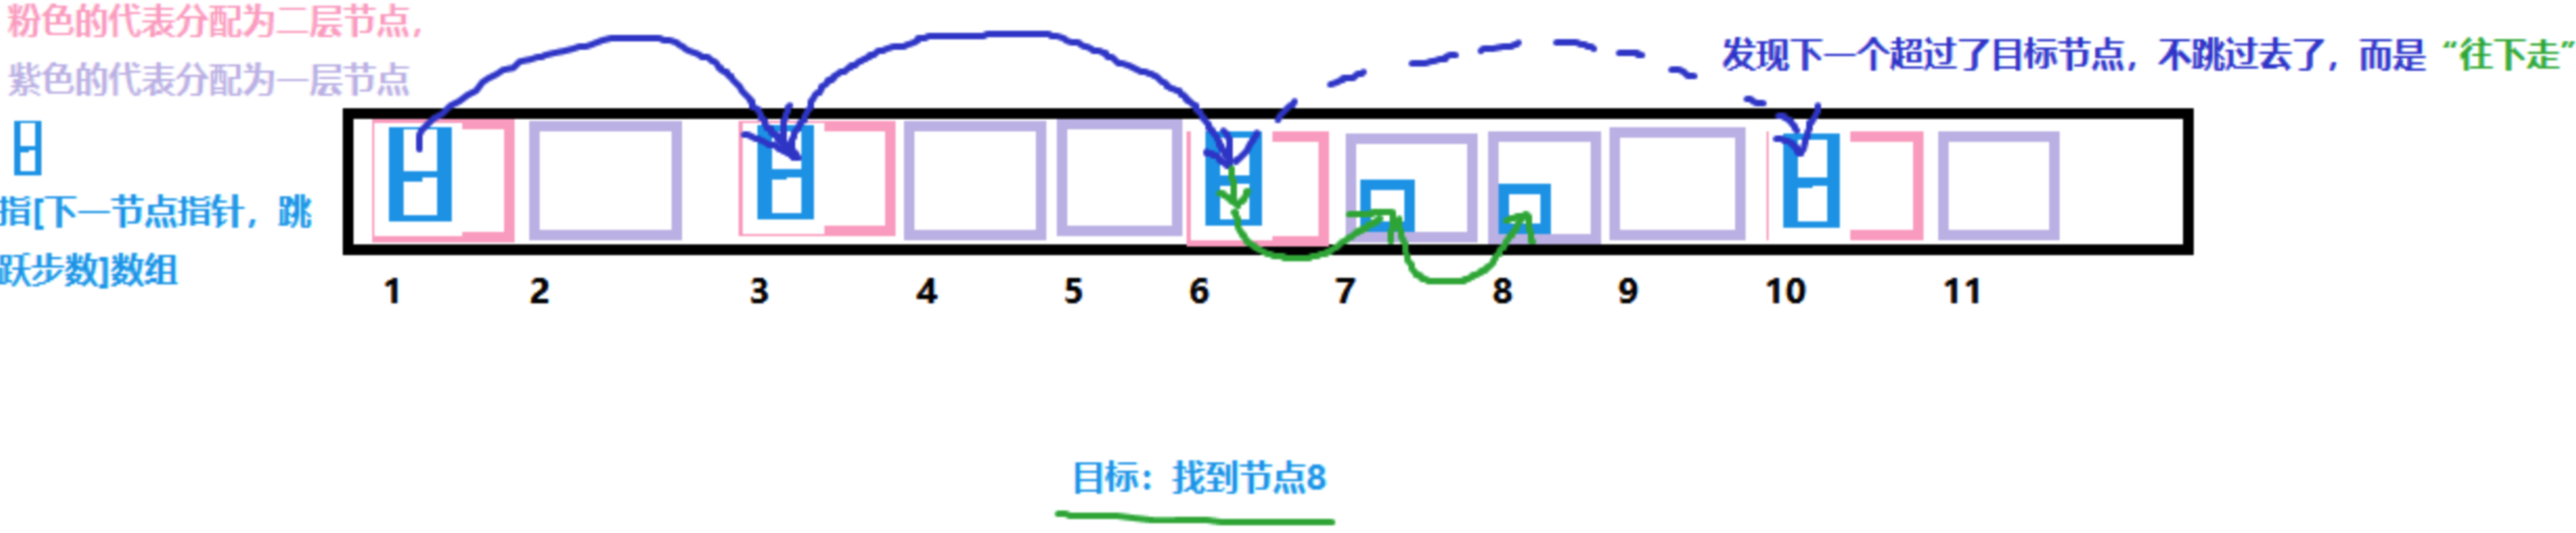 粉色的代表分配为二层节点，
紫色的代表分配为一层节点
发现下一个超过了目标节点，不跳过去了，而是“往下走”
指[下一节点指针，跳
跃步数]数组
1 2 3 4 5 6 7 8 9 10 11
目标：找到节点8